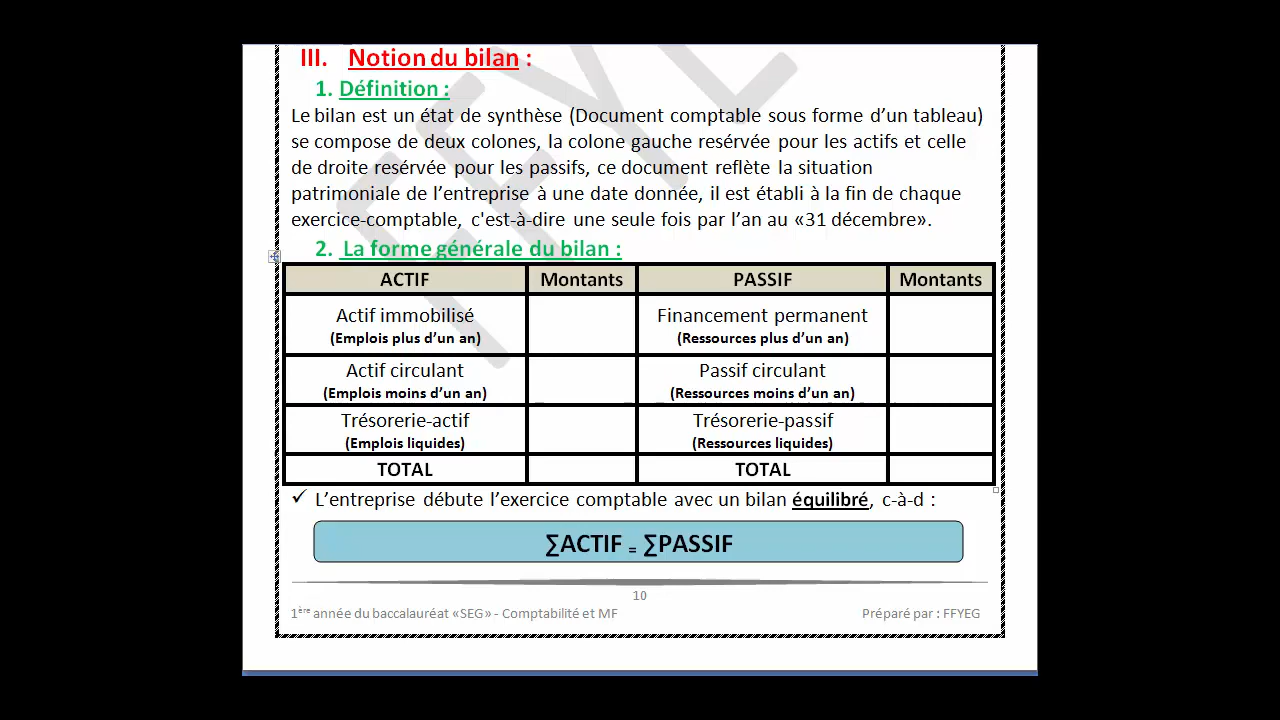 III. Notion du bilan :
1. Définition :
Le bilan est un état de synthèse (Document comptable sous forme d’un tableau)
se compose de deux colones, la colone gauche resérvée pour les actifs et celle
de droite resérvée pour les passifs, ce document reflète la situation
patrimoniale de l’entreprise à une date donnée, il est établi à la fin de chaque
exercice-comptable, c'est-à-dire une seule fois par l’an au «31 décembre».
2. La forme générale du bilan :
ACTIF Montants PASSIF Montants
Actif immobilisé Financement permanent
(Emplois plus d’un an) (Ressources plus d’un an)
Actif circulant Passif circulant
(Emplois moins d’un an) (Ressources moins d’un an)
Trésorerie-actif Trésorerie-passif
(Emplois liquides) (Ressources liquides)
TOTAL TOTAL
✓ L’entreprise débute l’exercice comptable avec un bilan équilibré, c-à-d :
∑ACTIF = ∑PASSIF
10
1ère année du baccalauréat «SEG» - Comptabilité et MF Préparé par : FFYEG